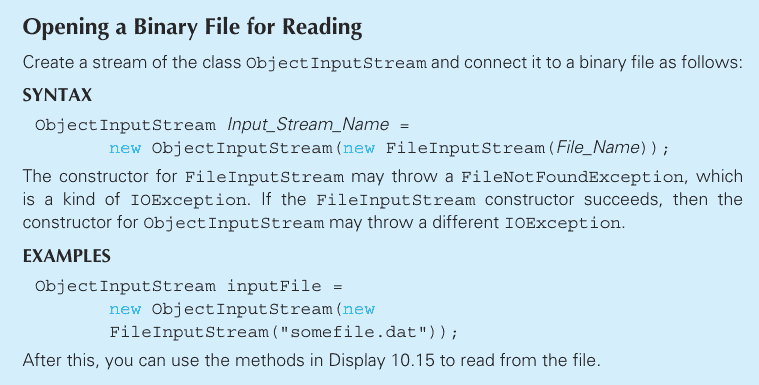 Opening a Binary File for Reading
Create a stream of the class ObjectInputStream and connect it to a binary file as follows:
SYNTAX
ObjectInputStream Input_Stream_Name =
new ObjectInputStream(new FileInputStream(File_Name));
The constructor for FileInputStream may throw a FileNotFoundException, which
is a kind of IOException. If the FileInputStream constructor succeeds, then the
constructor for ObjectInputStream may throw a different IOException.
EXAMPLES
ObjectInputStream inputFile =
new ObjectInputStream(new
FileInputStream("somefile.dat"));
After this, you can use the methods in Display 10.15 to read from the file.